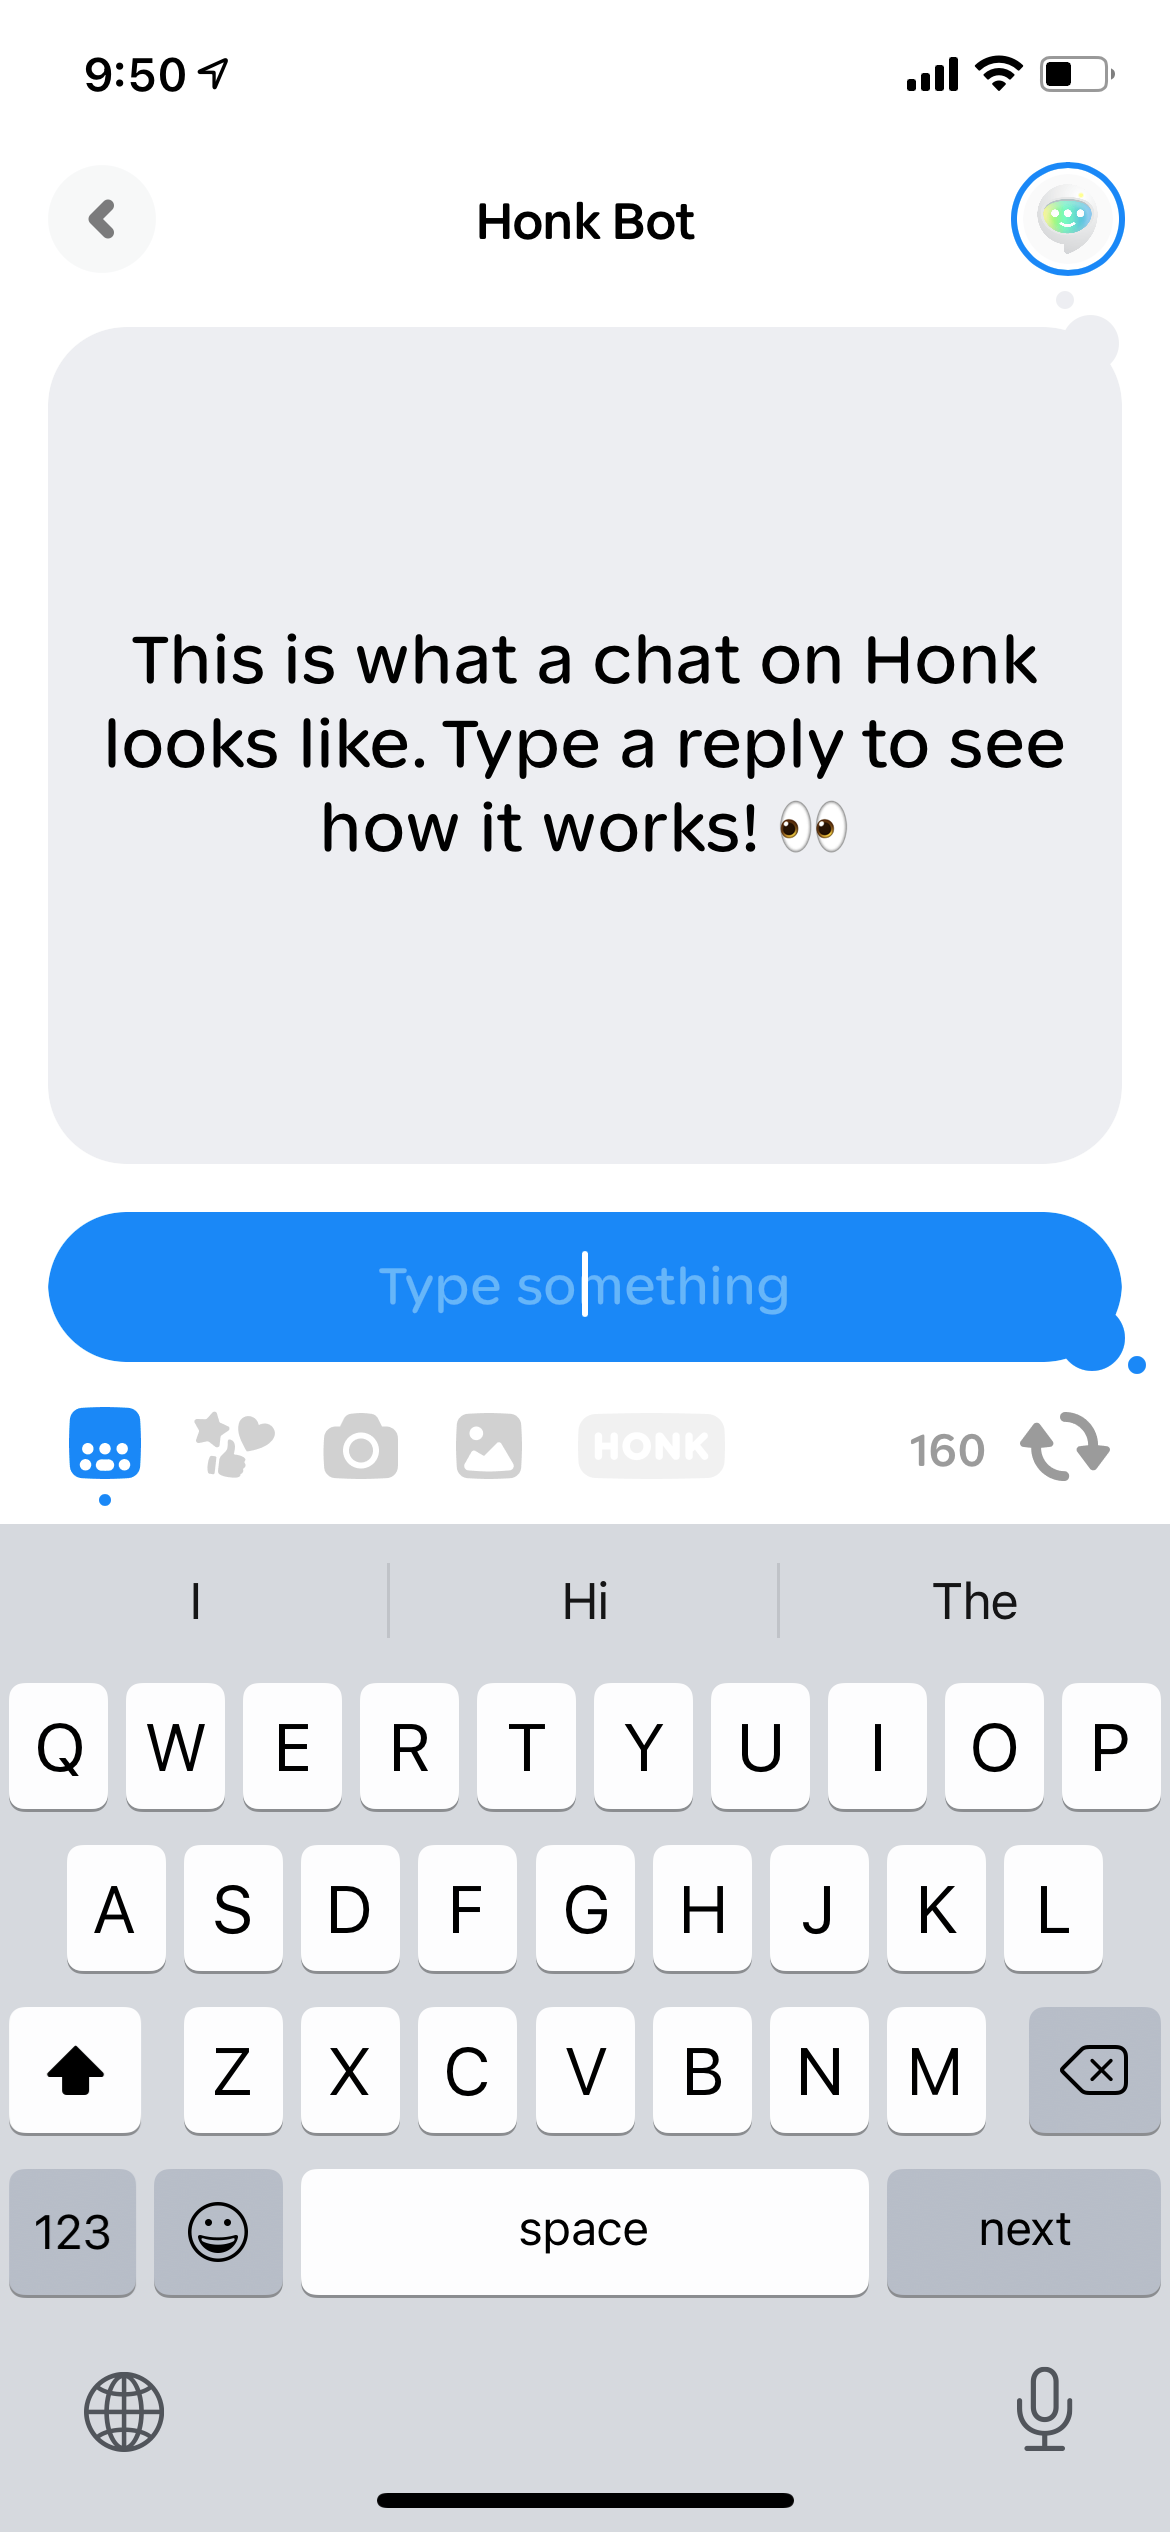 9:50
Honk Bot
This is what a chat on Honk
looks like. Type a reply to see
how it works! 👀
Type something
HONK
160
I Hi The
Q W E R T Y U I O P
A S D F G H J K L
Z X C V B N M
123 space next